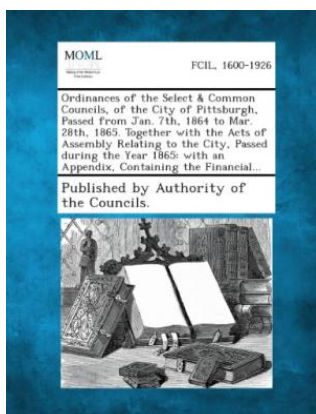 MOML
FCIL, 1600-1926
Ordinances of the Select & Common
Councils, of the City of Pittsburgh,
Passed from Jan. 7th, 1864 to Mar.
28th, 1865. Together with the Acts of
Assembly Relating to the City, Passed
during the Year 1865: with an
Appendix, Containing the Financial...
Published by Authority of
the Councils.